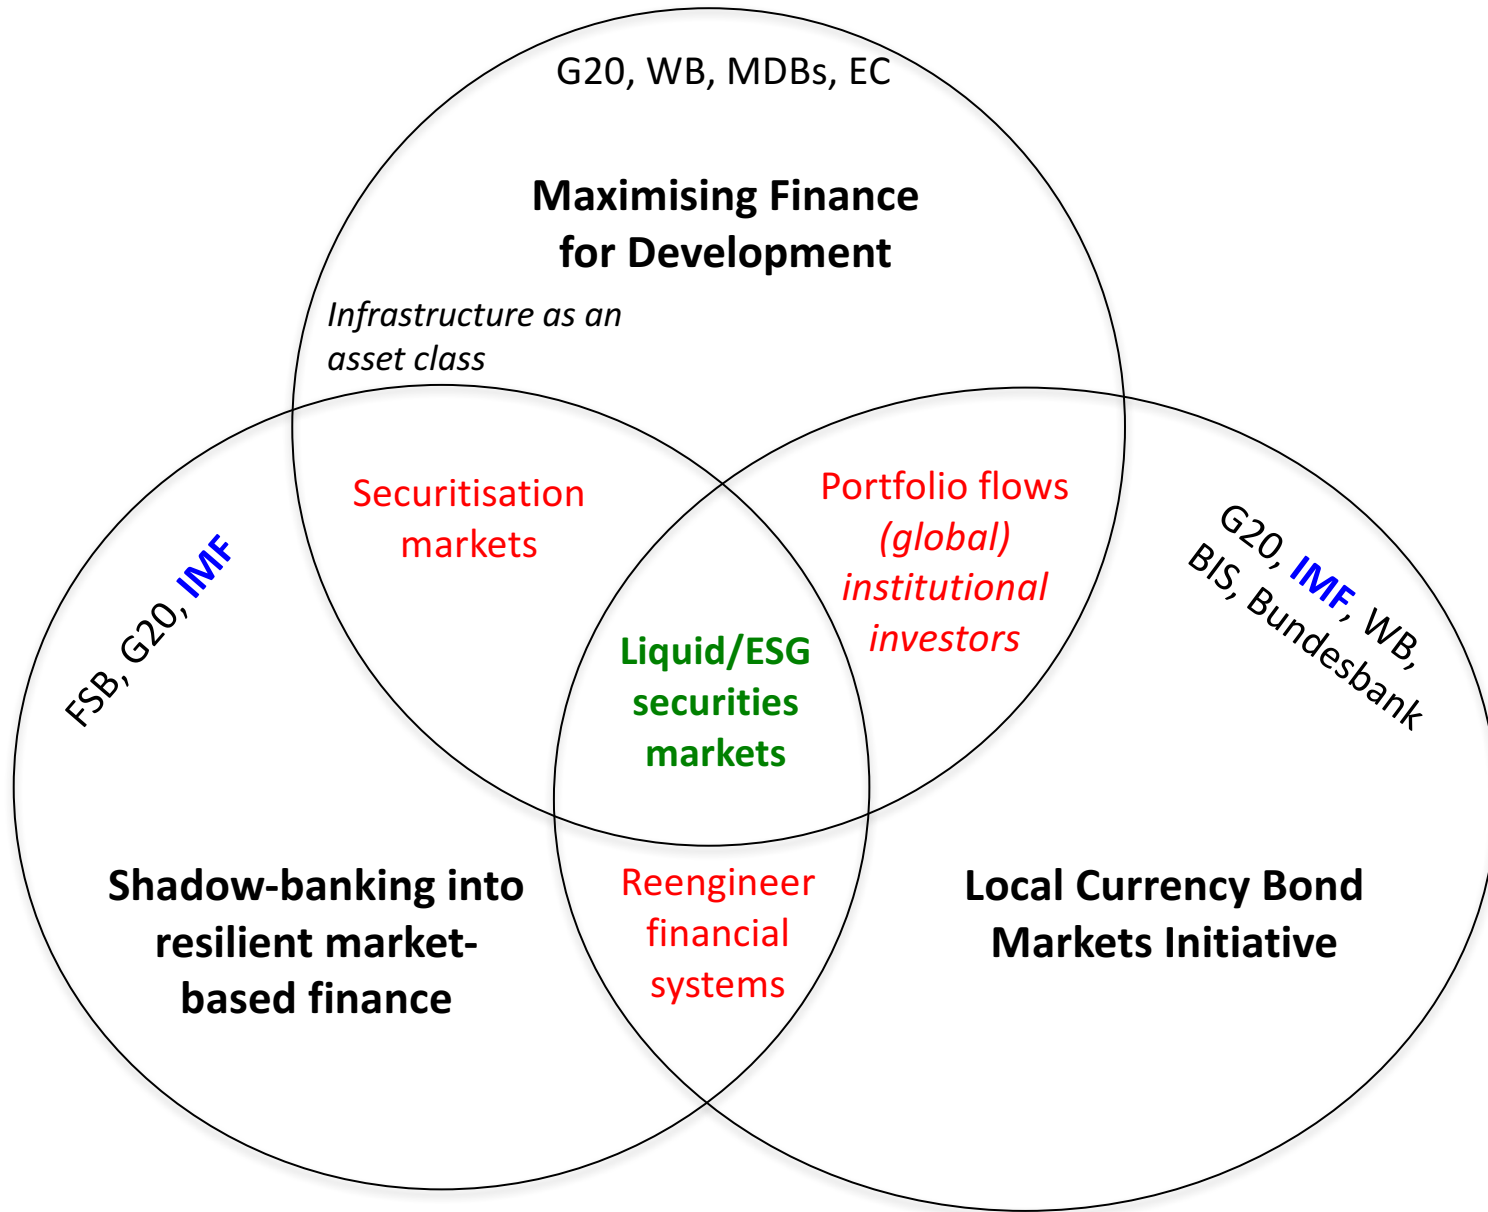 G20, WB, MDBs, EC
Maximising Finance
for Development
Infrastructure as an
asset class
Securitisation
markets
Portfolio flows
(global)
institutional
investors
FSB, G20, IMF
G20, IMF, WB,
BIS, Bundesbank
Liquid/ESG
securities
markets
Shadow-banking into
resilient market-
based finance
Reengineer
financial
systems
Local Currency Bond
Markets Initiative